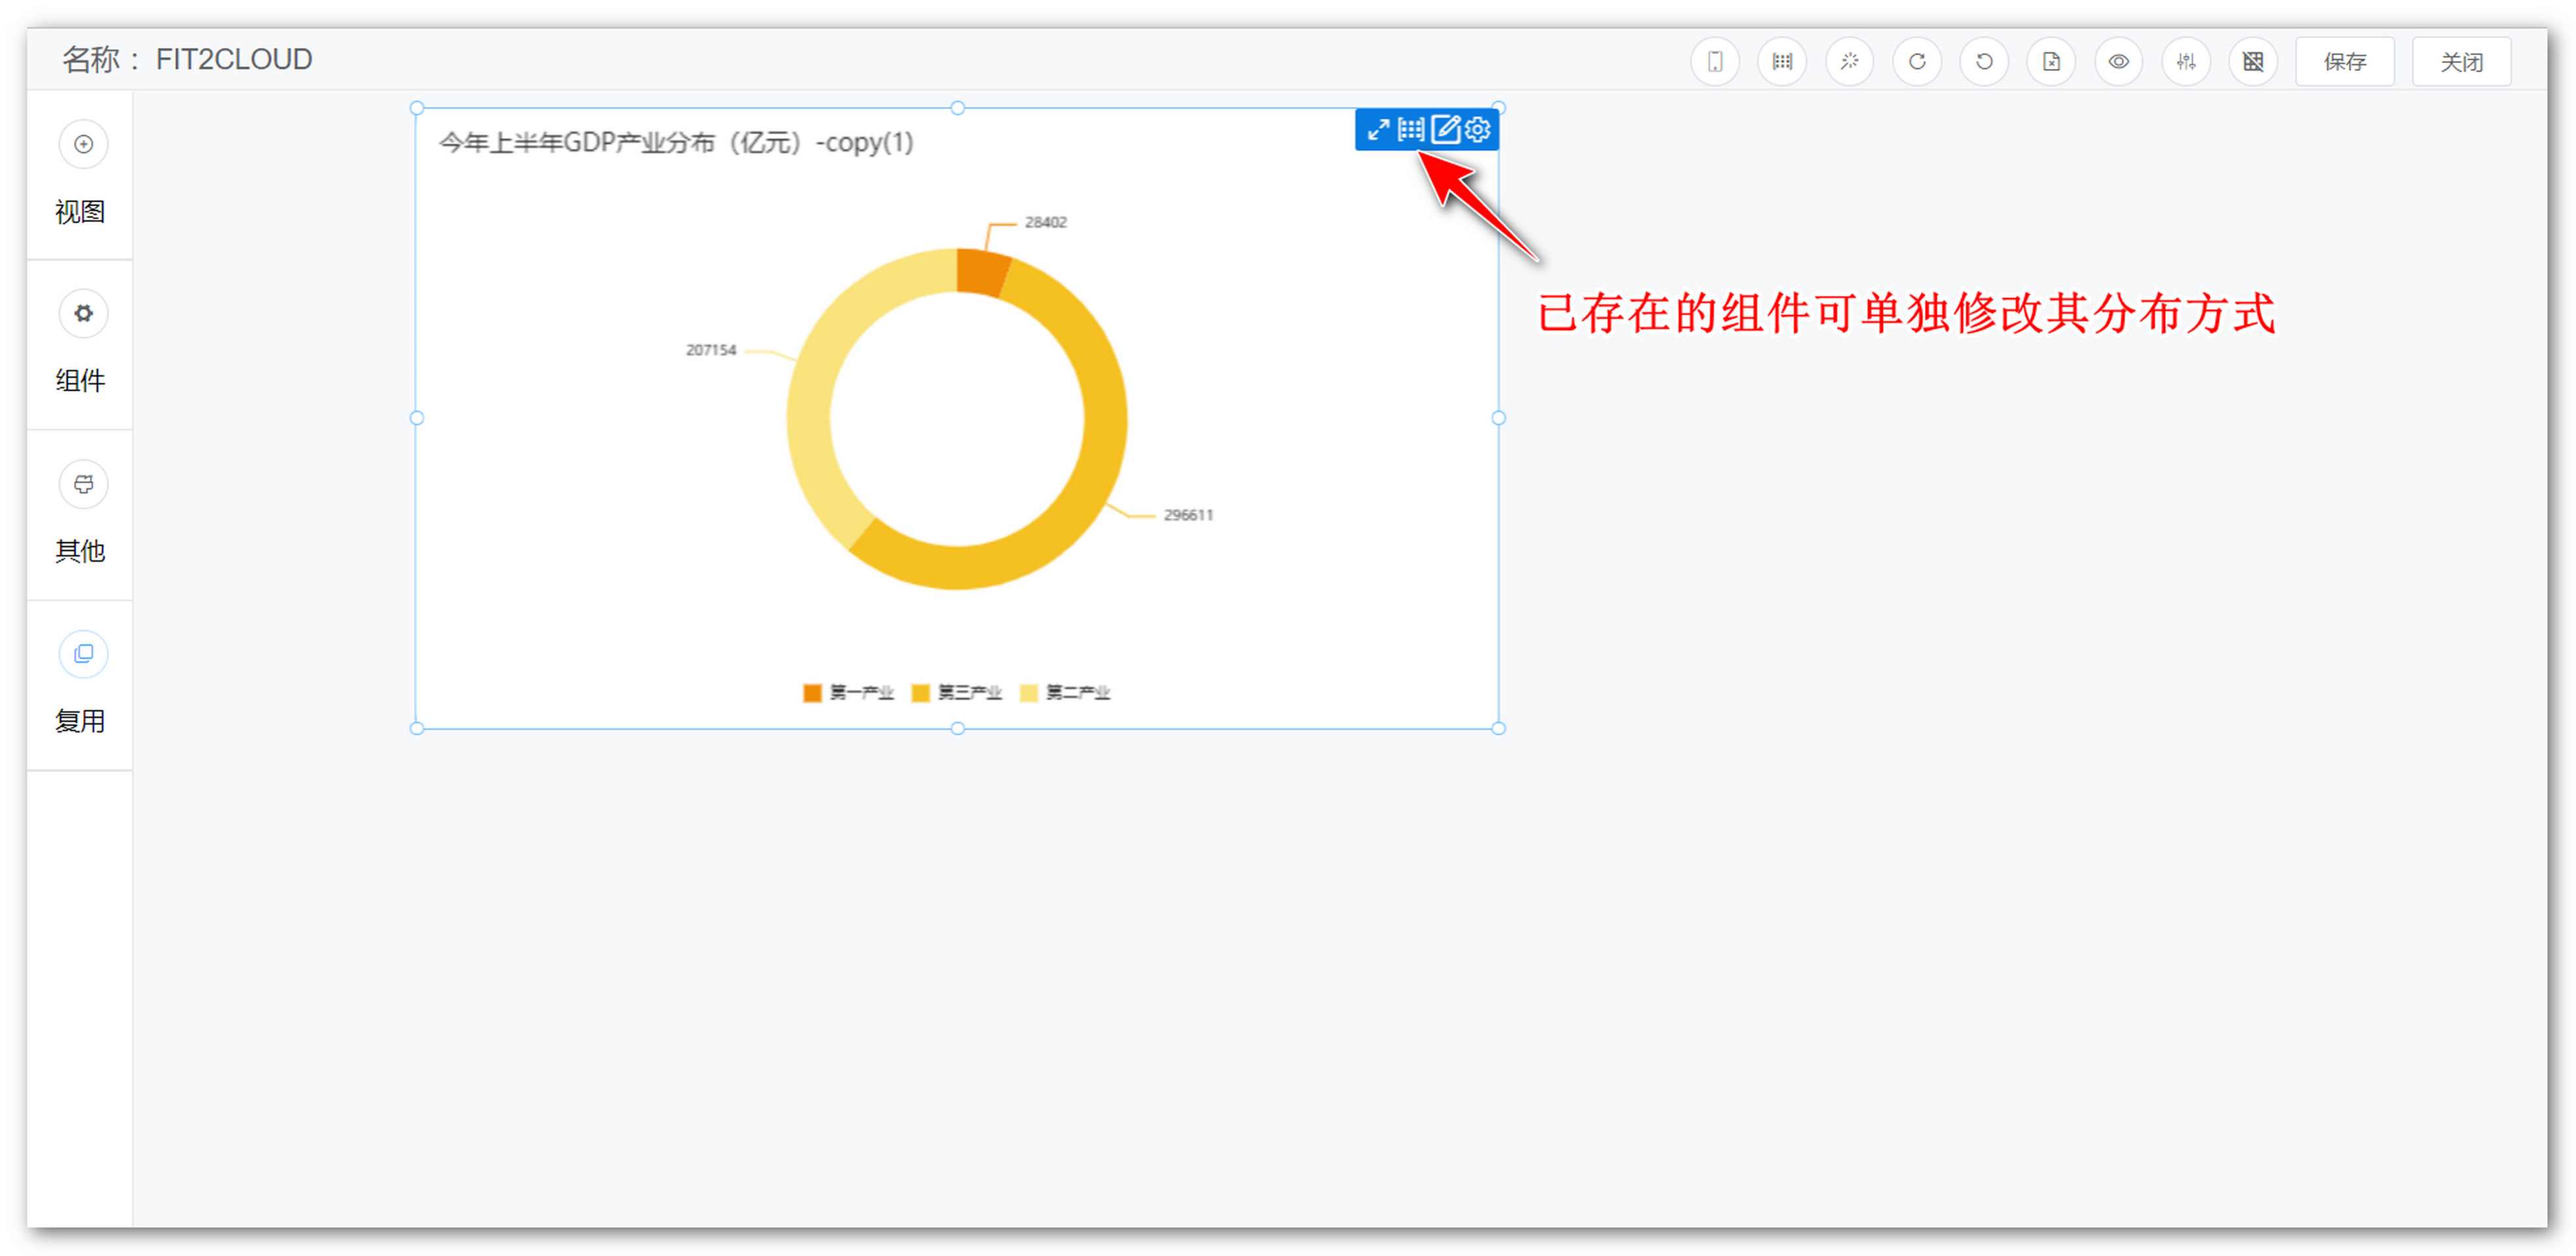 名称： FIT2CLOUD
保存
关闭
视图
组件
其他
复用
今年上半年GDP产业分布（亿元）-copy(1)
28402
207154
296611
第一产业 第三产业 第二产业
已存在的组件可单独修改其分布方式